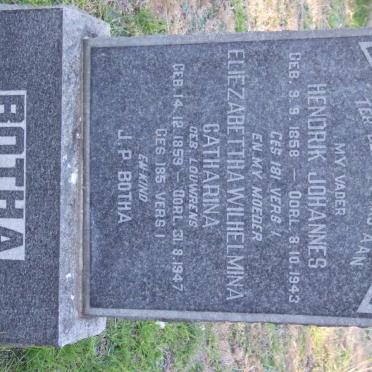 MY VADER
HENDRIK JOHANNES
GEB. 9.9.1858 — OORL. 8.10.1943
GES 181 VERS 1
EN MY MOEDER
ELIEZABETTHA WILHELMINA
CATHARINA
GEB. LOUWRENS
GEB. 14.12.1859 — OORL. 31.8.1947
GES 185 VERS 1
EN KIND
J. P. BOTHA
BOTHA